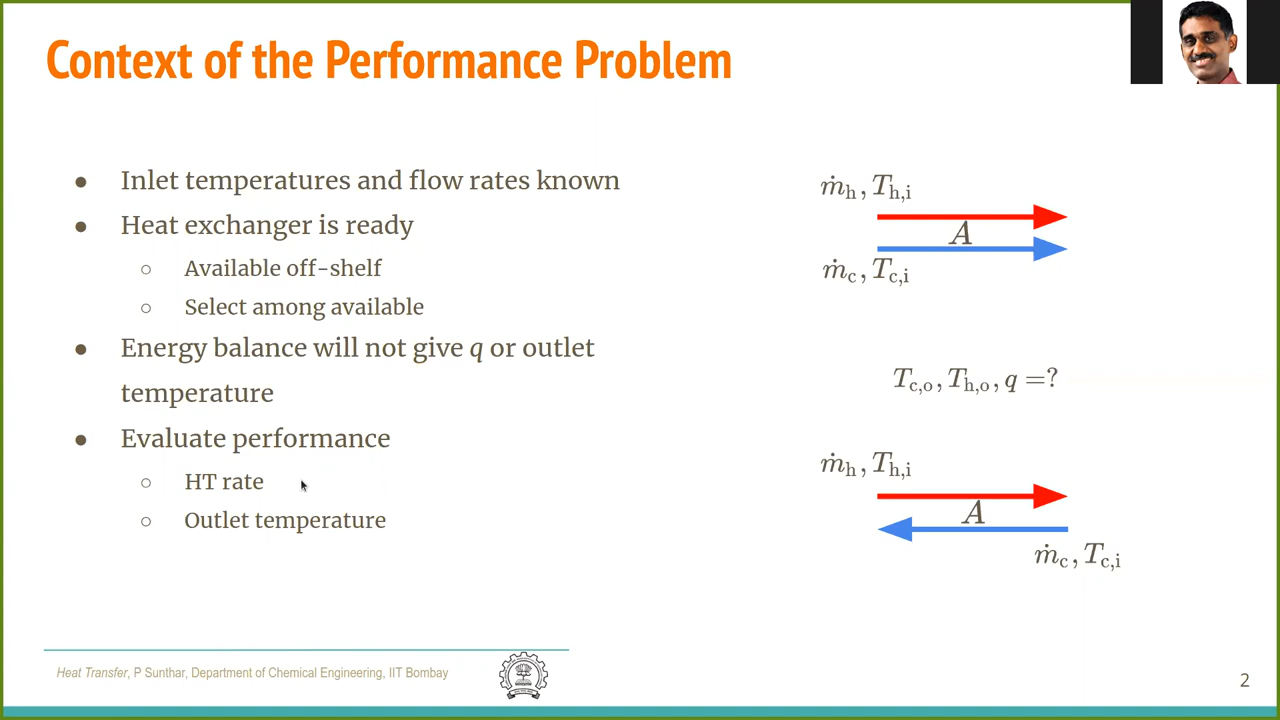 Context of the Performance Problem
● Inlet temperatures and flow rates known
● Heat exchanger is ready
○ Available off-shelf
○ Select among available
● Energy balance will not give q or outlet
temperature
● Evaluate performance
○ HT rate
○ Outlet temperature
ṁ_h, T_h,i
A
ṁ_c, T_c,i
T_c,o, T_h,o, q =?
ṁ_h, T_h,i
A
ṁ_c, T_c,i
Heat Transfer, P Sunthar, Department of Chemical Engineering, IIT Bombay
2